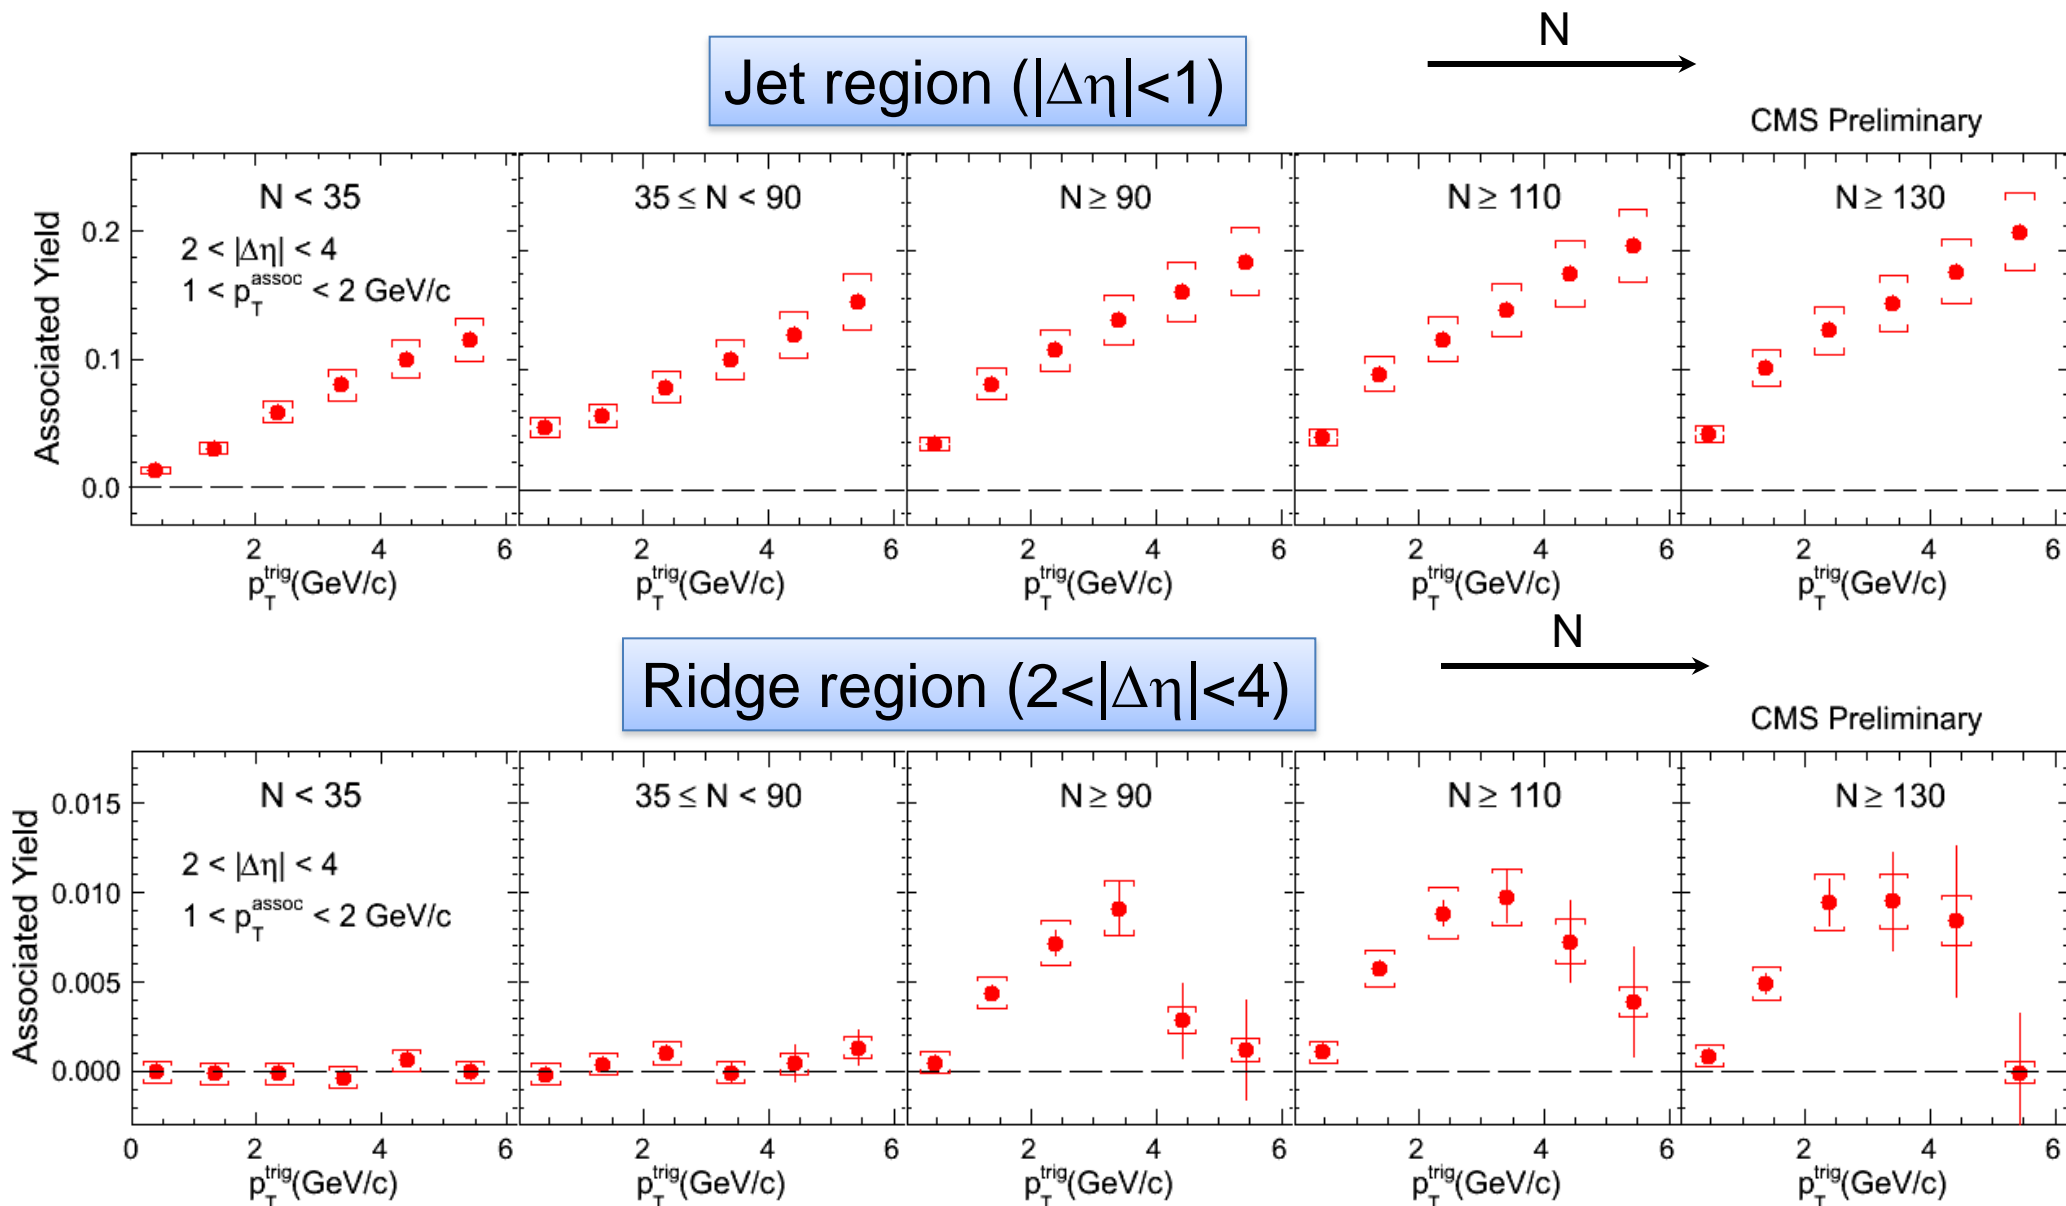 N
Jet region (|Δη|<1)
CMS Preliminary
N < 35
35 ≤ N < 90
N ≥ 90
N ≥ 110
N ≥ 130
2 < |Δη| < 4
1 < p_T^assoc < 2 GeV/c
Associated Yield
0.2
0.1
0.0
2 4 6 2 4 6 2 4 6 2 4 6 2 4 6
p_T^trig(GeV/c) p_T^trig(GeV/c) p_T^trig(GeV/c) p_T^trig(GeV/c) p_T^trig(GeV/c)
N
Ridge region (2<|Δη|<4)
CMS Preliminary
N < 35
35 ≤ N < 90
N ≥ 90
N ≥ 110
N ≥ 130
2 < |Δη| < 4
1 < p_T^assoc < 2 GeV/c
Associated Yield
0.015
0.010
0.005
0.000
0 2 4 6 2 4 6 2 4 6 2 4 6 2 4 6
p_T^trig(GeV/c) p_T^trig(GeV/c) p_T^trig(GeV/c) p_T^trig(GeV/c) p_T^trig(GeV/c)